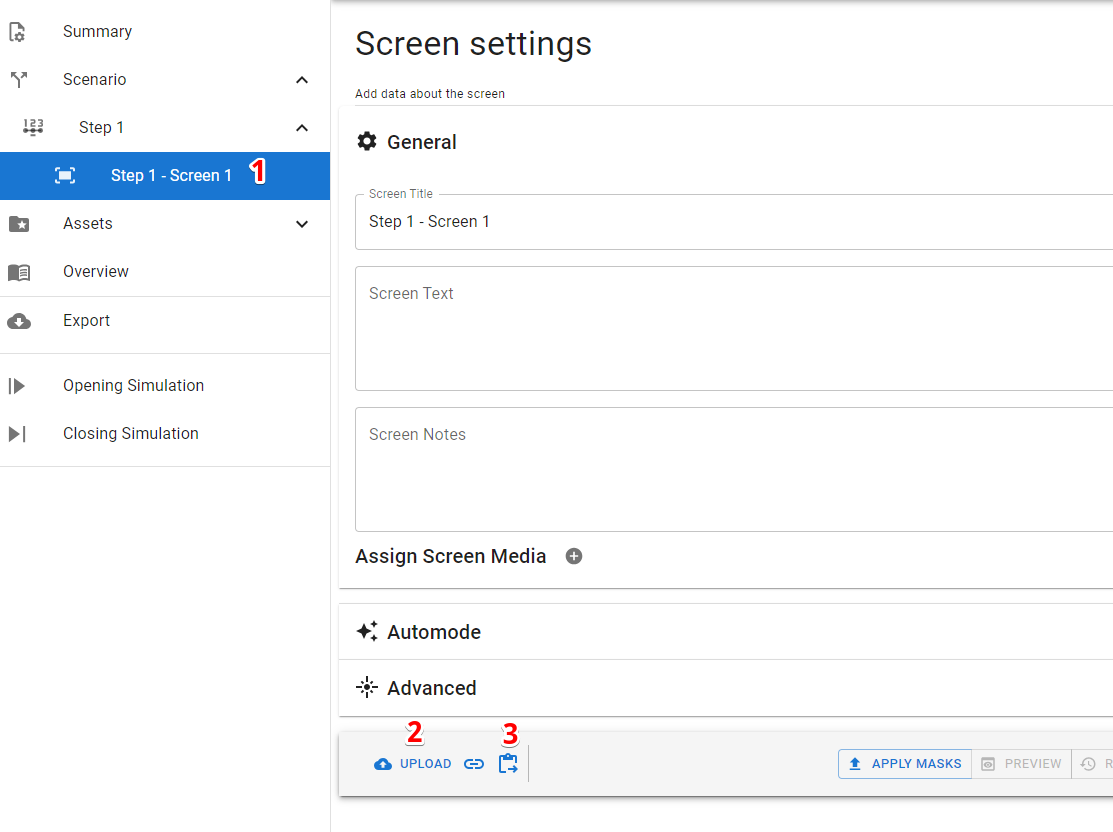 Summary
Scenario
123
Step 1
Step 1 - Screen 1 1
Assets
Overview
Export
Opening Simulation
Closing Simulation
Screen settings
Add data about the screen
General
Screen Title
Step 1 - Screen 1
Screen Text
Screen Notes
Assign Screen Media
Automode
Advanced
2 3
UPLOAD APPLY MASKS PREVIEW R